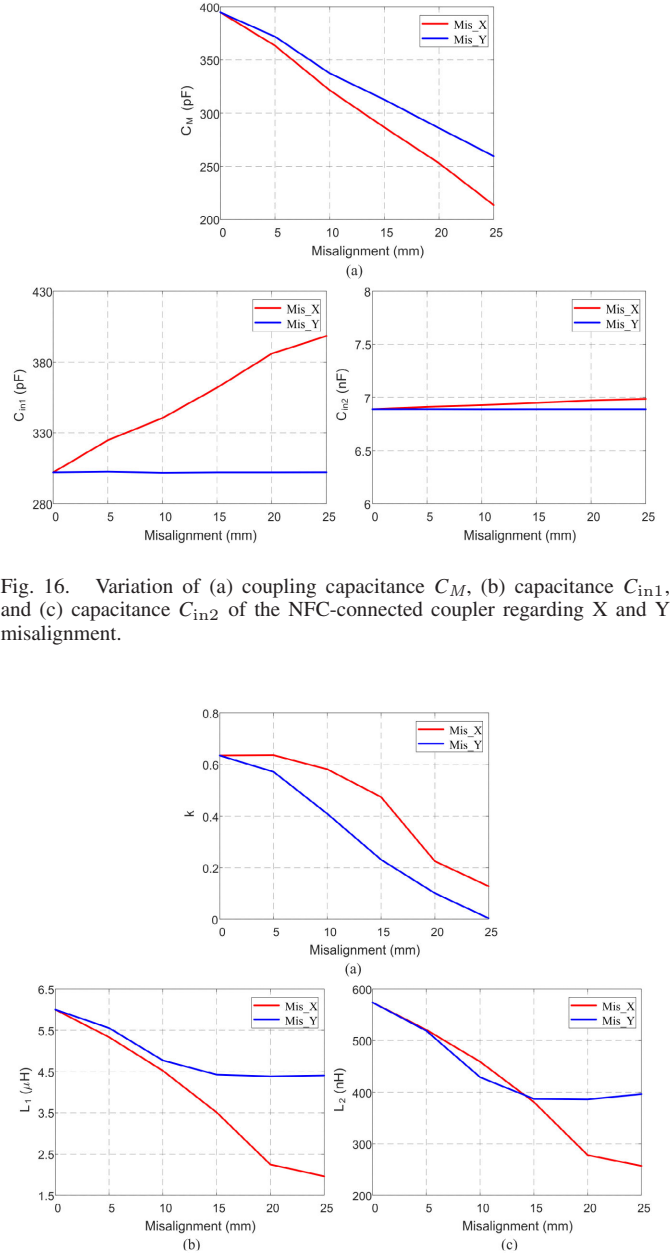 400
350
300
250
200
C_M (pF)
Mis_X
Mis_Y
0 5 10 15 20 25
Misalignment (mm)
(a)
430
380
330
280
C_in1 (pF)
Mis_X
Mis_Y
0 5 10 15 20 25
Misalignment (mm)
8
7.5
7
6.5
6
C_in2 (nF)
Mis_X
Mis_Y
0 5 10 15 20 25
Misalignment (mm)
Fig. 16. Variation of (a) coupling capacitance C_M, (b) capacitance C_in1,
and (c) capacitance C_in2 of the NFC-connected coupler regarding X and Y
misalignment.
0.8
0.6
0.4
0.2
0
k
Mis_X
Mis_Y
0 5 10 15 20 25
Misalignment (mm)
(a)
6.5
5.5
4.5
3.5
2.5
1.5
L_1 (μH)
Mis_X
Mis_Y
0 5 10 15 20 25
Misalignment (mm)
(b)
600
500
400
300
200
L_2 (nH)
Mis_X
Mis_Y
0 5 10 15 20 25
Misalignment (mm)
(c)